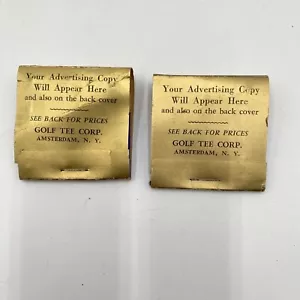 Your Advertising Copy
Will Appear Here
and also on the back cover
SEE BACK FOR PRICES
GOLF TEE CORP.
AMSTERDAM, N. Y.
Your Advertising Copy
Will Appear Here
and also on the back cover
SEE BACK FOR PRICES
GOLF TEE CORP.
AMSTERDAM, N. Y.